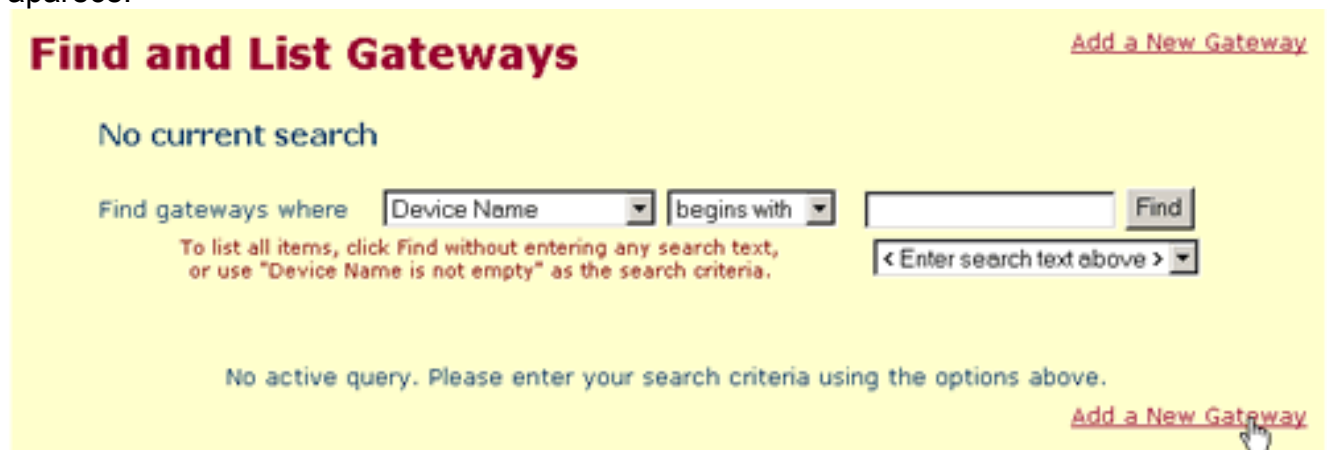 aparece:
Find and List Gateways
Add a New Gateway
No current search
Find gateways where Device Name begins with Find
To list all items, click Find without entering any search text,
or use "Device Name is not empty" as the search criteria.
< Enter search text above >
No active query. Please enter your search criteria using the options above.
Add a New Gateway